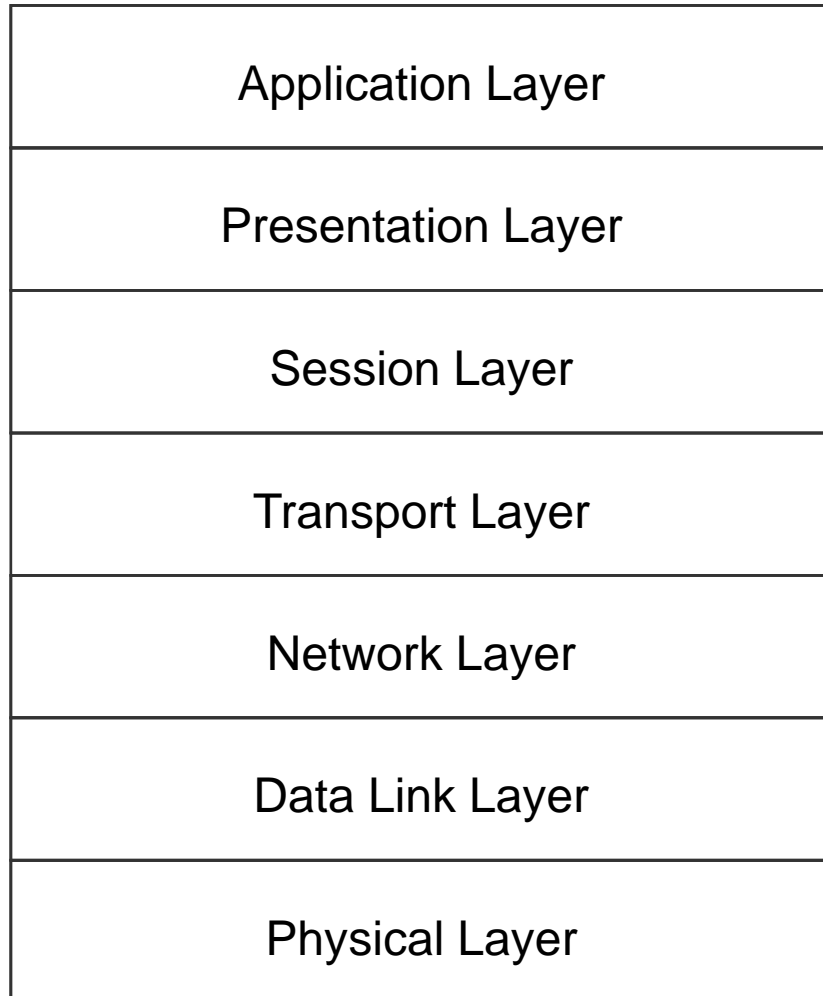 Application Layer
Presentation Layer
Session Layer
Transport Layer
Network Layer
Data Link Layer
Physical Layer